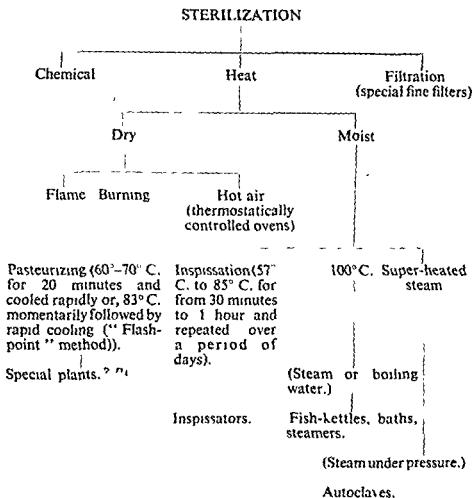 STERILIZATION
Chemical Heat Filtration
(special fine filters)
Dry Moist
Flame Burning Hot air
(thermostatically
controlled ovens)
Pasteurizing (60°–70° C.
for 20 minutes and
cooled rapidly or, 83° C.
momentarily followed by
rapid cooling (“ Flash-
point ” method)).
Special plants.
Inspissation (57°
C. to 85° C. for
from 30 minutes
to 1 hour and
repeated over
a period of
days).
Inspissators.
100° C. Super-heated
steam
(Steam or boiling
water.)
Fish-kettles, baths,
steamers.
(Steam under pressure.)
Autoclaves.